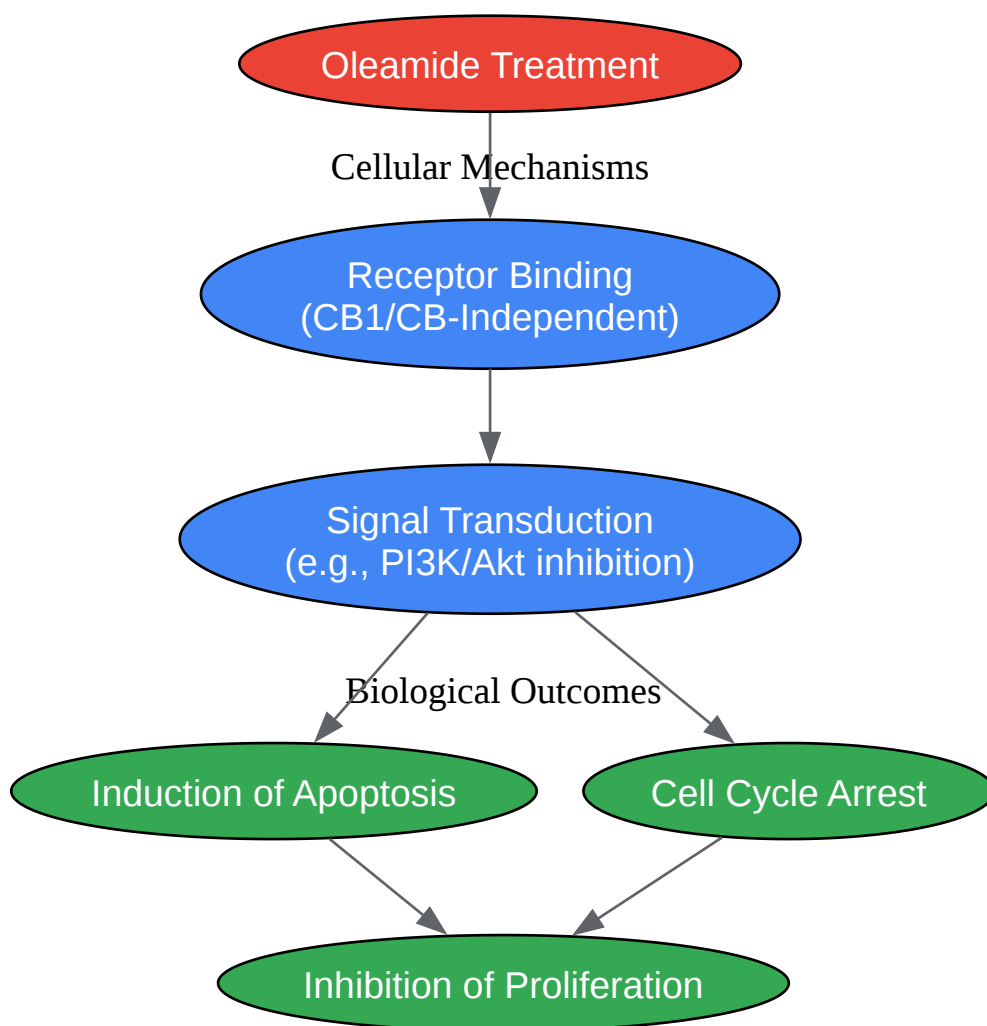 Oleamide Treatment
Cellular Mechanisms
Receptor Binding
(CB1/CB-Independent)
Signal Transduction
(e.g., PI3K/Akt inhibition)
Biological Outcomes
Induction of Apoptosis
Cell Cycle Arrest
Inhibition of Proliferation